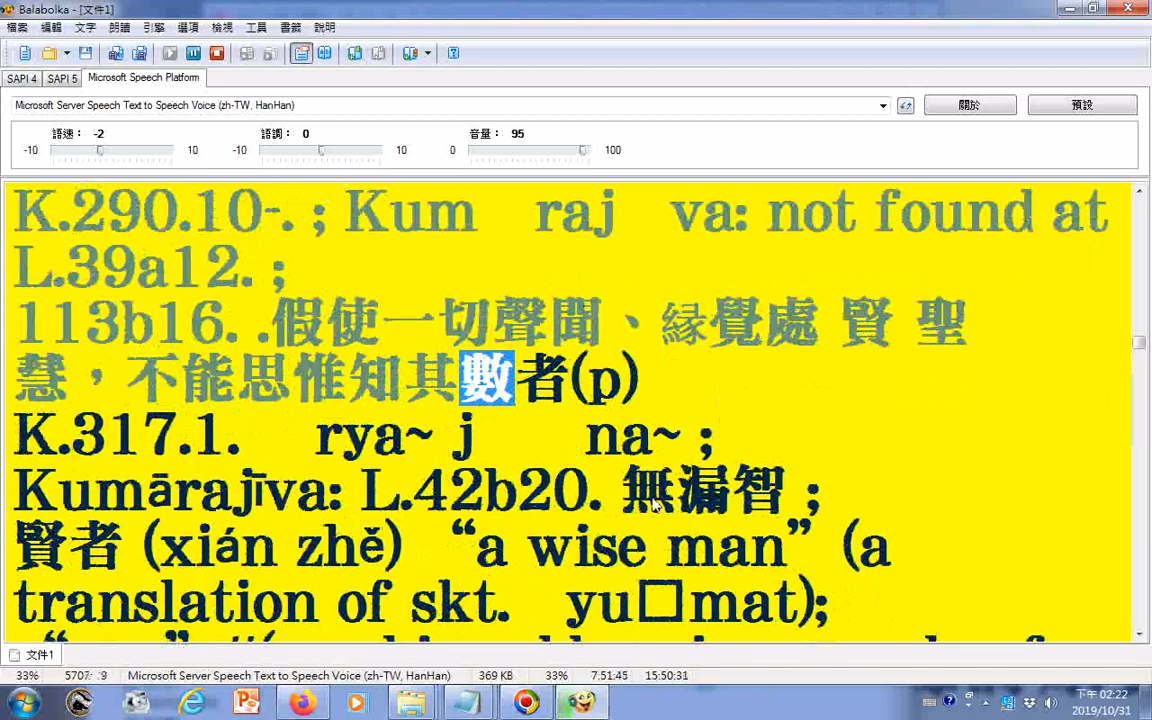 Balabolka - [文件1]
檔案 編輯 文字 朗讀 引擎 選項 檢視 工具 書籤 說明
SAPI 4 SAPI 5 Microsoft Speech Platform
Microsoft Server Speech Text to Speech Voice (zh-TW, HanHan) 關於 預設
語速： -2 語調： 0 音量： 95
-10 10 -10 10 0 100
K.290.10-. ; Kum raj va: not found at
L.39a12. ;
113b16. .假使一切聲聞、緣覺處 賢 聖
慧，不能思惟知其數者(p)
K.317.1. rya~ j na~ ;
Kumārajīva: L.42b20. 無漏智 ;
賢者 (xián zhě) “a wise man” (a
translation of skt. yu□mat);
文件1
33% Microsoft Server Speech Text to Speech Voice (zh-TW, HanHan) 369 KB 33% 7:51:45 15:50:31
下午 02:22
2019/10/31